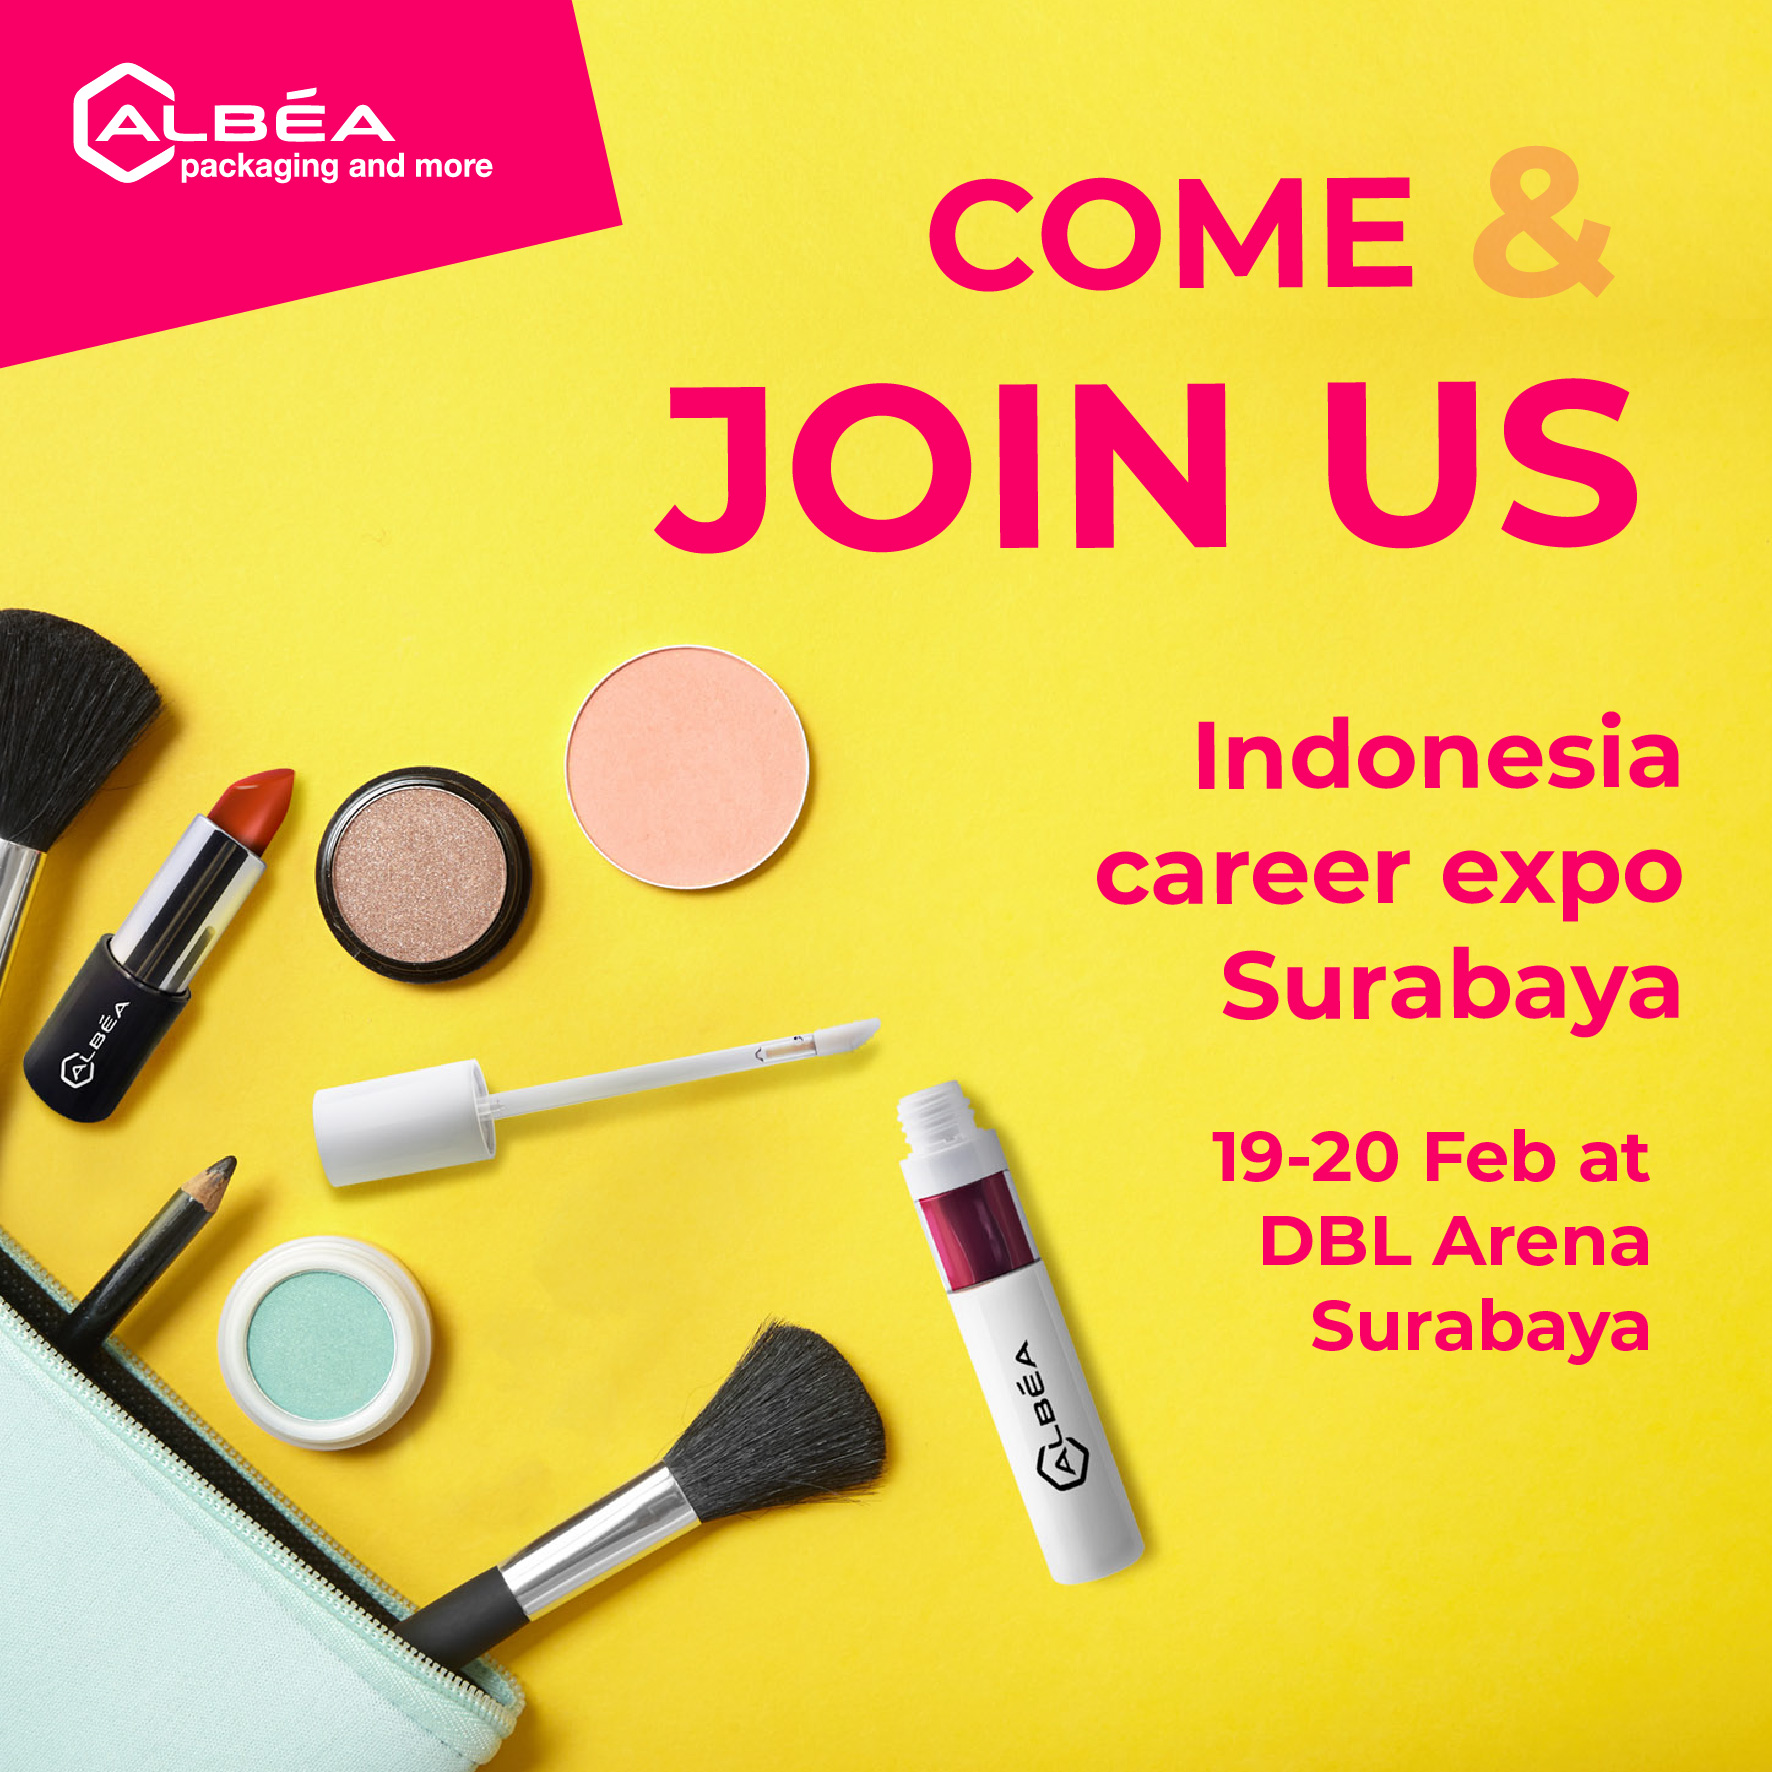 ALBÉA
packaging and more
COME &
JOIN US
Indonesia
career expo
Surabaya
19-20 Feb at
DBL Arena
Surabaya
ALBÉA
ALBÉA